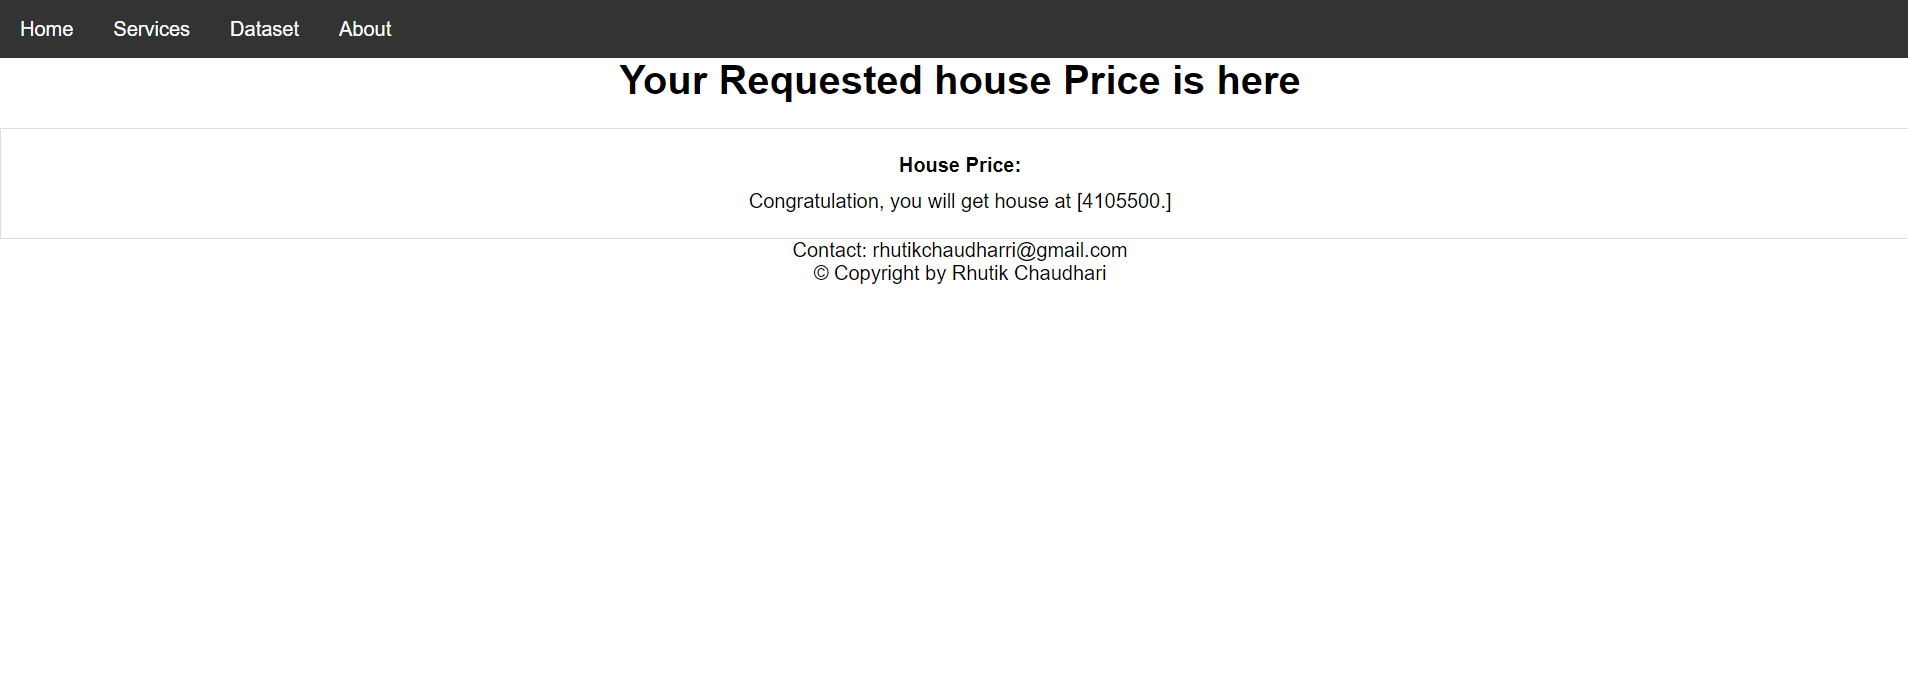 Home Services Dataset About
Your Requested house Price is here
House Price:
Congratulation, you will get house at [4105500.]
Contact: rhutikchaudharri@gmail.com
© Copyright by Rhutik Chaudhari